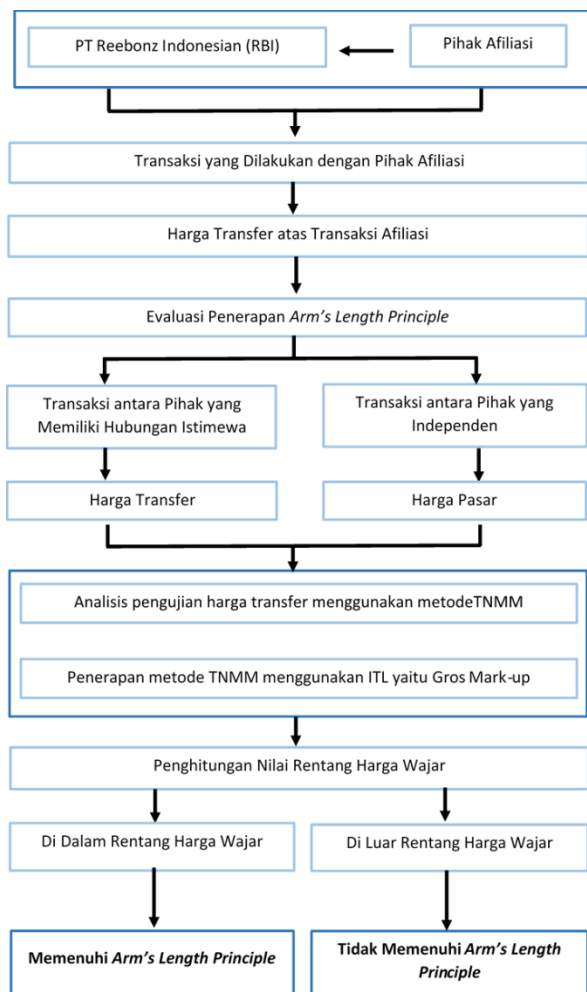 PT Reebonz Indonesian (RBI)
Pihak Afiliasi
Transaksi yang Dilakukan dengan Pihak Afiliasi
Harga Transfer atas Transaksi Afiliasi
Evaluasi Penerapan Arm's Length Principle
Transaksi antara Pihak yang
Memiliki Hubungan Istimewa
Transaksi antara Pihak yang
Independen
Harga Transfer
Harga Pasar
Analisis pengujian harga transfer menggunakan metodeTNMM
Penerapan metode TNMM menggunakan ITL yaitu Gros Mark-up
Penghitungan Nilai Rentang Harga Wajar
Di Dalam Rentang Harga Wajar
Di Luar Rentang Harga Wajar
Memenuhi Arm's Length Principle
Tidak Memenuhi Arm's Length
Principle